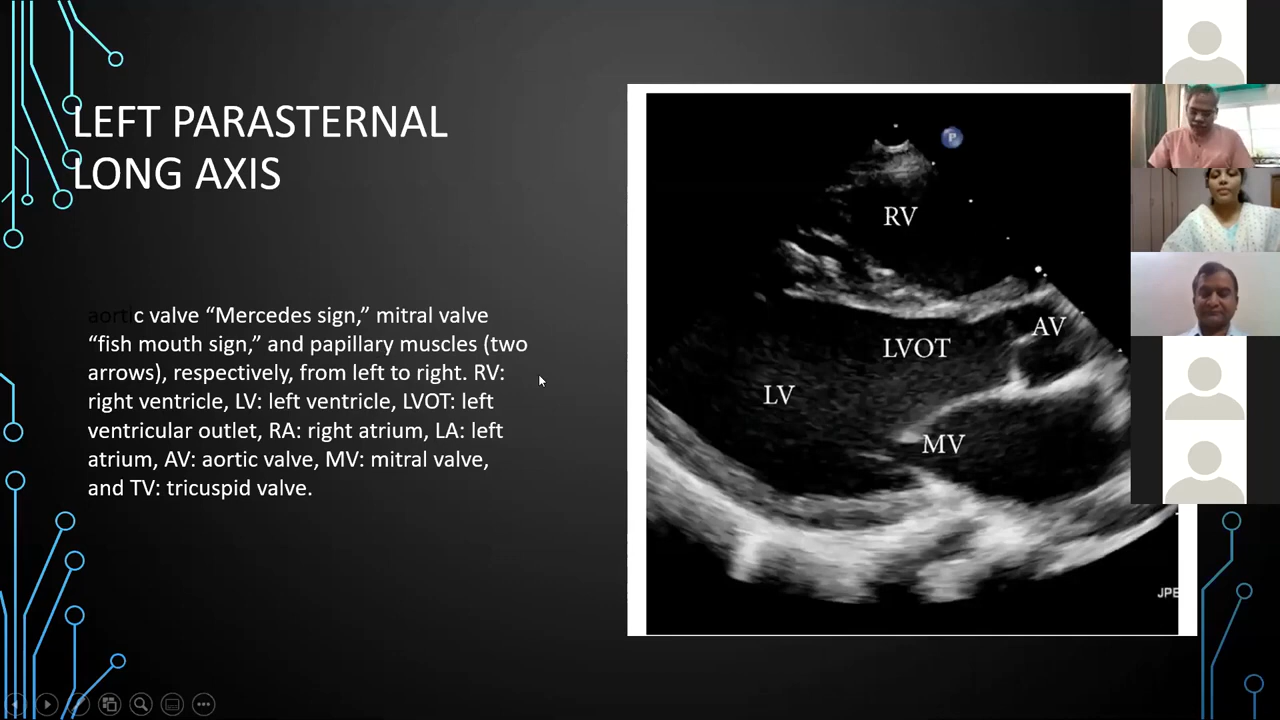 LEFT PARASTERNAL
LONG AXIS
aortic valve “Mercedes sign,” mitral valve
“fish mouth sign,” and papillary muscles (two
arrows), respectively, from left to right. RV:
right ventricle, LV: left ventricle, LVOT: left
ventricular outlet, RA: right atrium, LA: left
atrium, AV: aortic valve, MV: mitral valve,
and TV: tricuspid valve.
P
RV
AV
LVOT
LV
MV
JPE